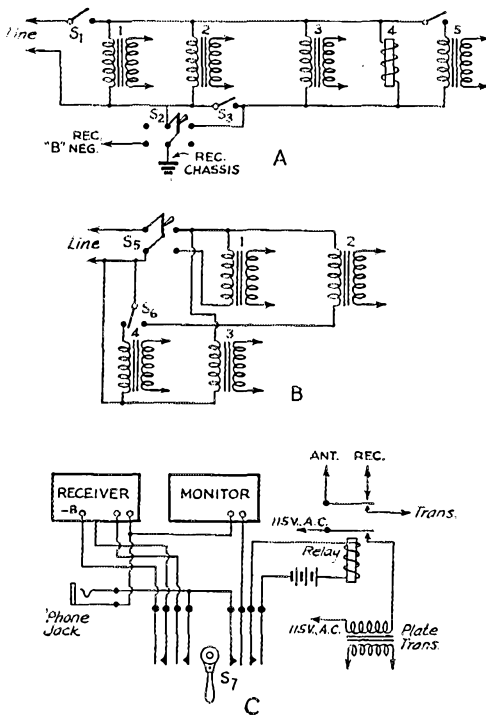 Line
S1
1
2
3
4
5
S2
S3
REC.
"B" NEG.
REC.
CHASSIS
A
Line
S5
1
2
S6
4
3
B
ANT. REC.
RECEIVER
-B
MONITOR
Trans.
115V. A.C.
Relay
'Phone
Jack
115V., A.C.
Plate
Trans.
S7
C